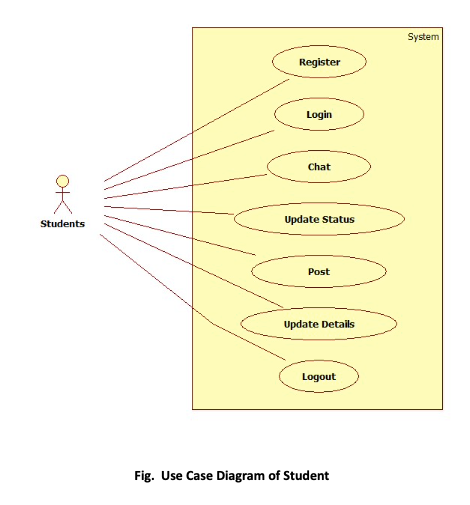 System
Register
Login
Chat
Students
Update Status
Post
Update Details
Logout
Fig. Use Case Diagram of Student